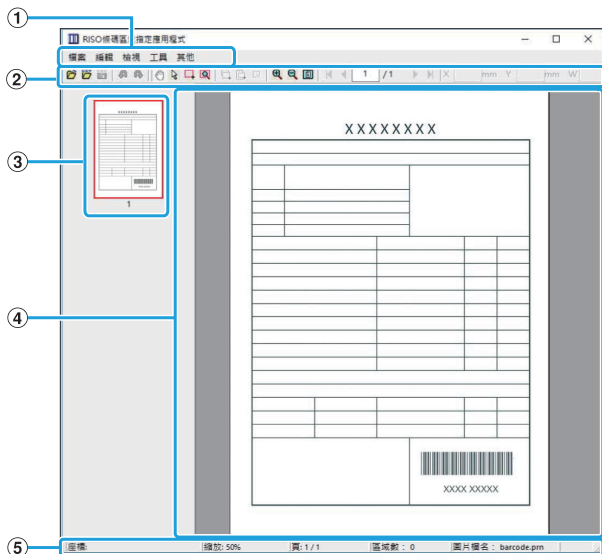 ①
RISO條碼區域指定應用程式
檔案 編輯 檢視 工具 其他
②
1 /1 X mm Y mm W
③
1
XXXXXXXX
④
XXXX XXXXX
⑤
座標: 縮放: 50% 頁: 1 / 1 區域數: 0 圖片檔名: barcode.prn